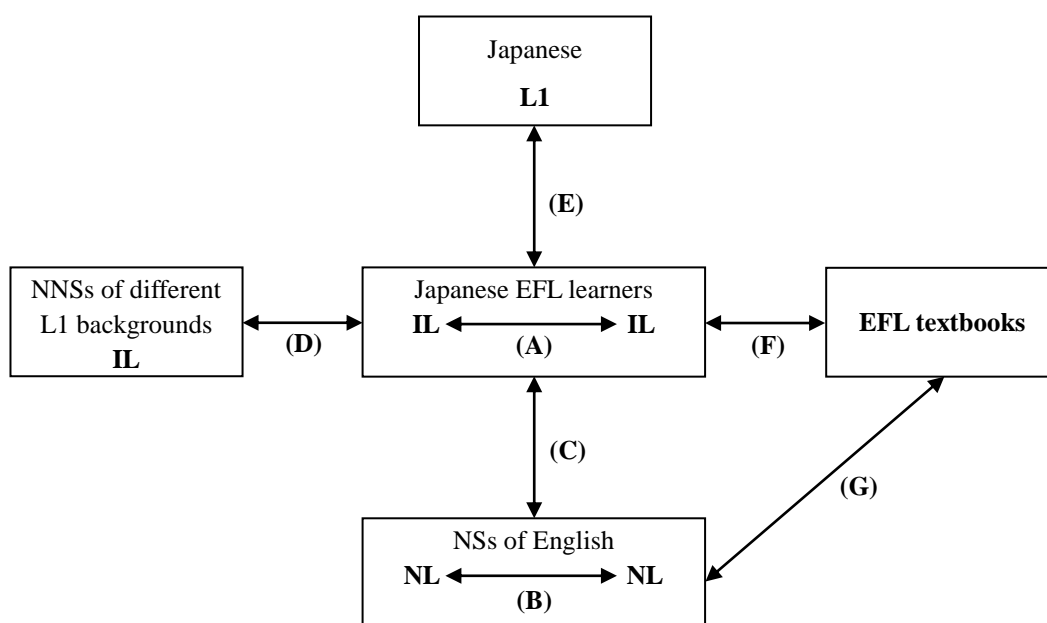 Japanese
L1
(E)
NNSs of different
L1 backgrounds
IL
(D)
Japanese EFL learners
IL IL
(A)
(F)
EFL textbooks
(C)
(G)
NSs of English
NL NL
(B)